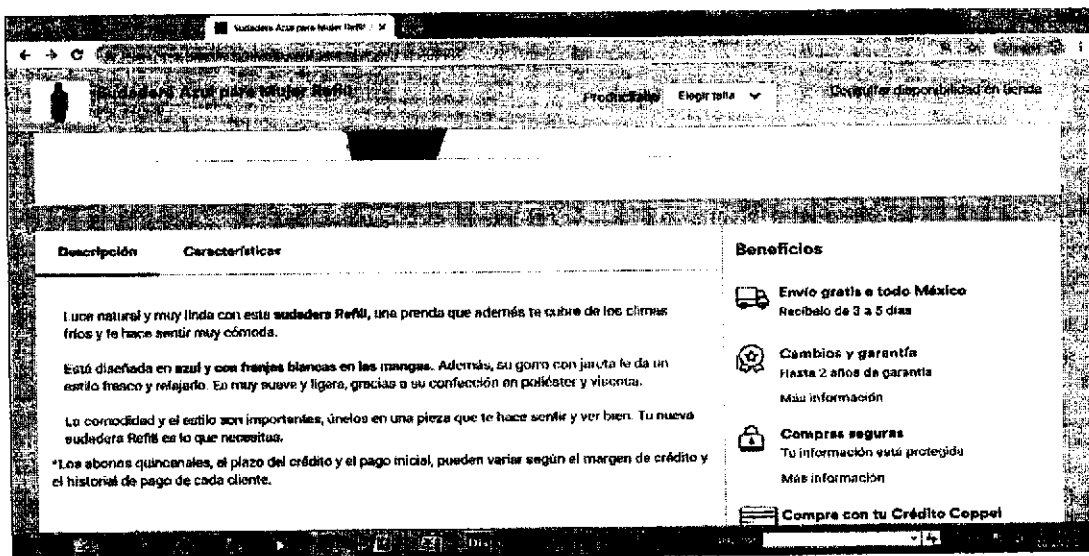 Sudadera Azul para Mujer Refill
Sudadera Azul para Mujer Refill
Elegir talla
Consultar disponibilidad en tienda
Descripción
Características
Luce natural y muy linda con esta sudadera Refill, una prenda que además te cubre de los climas
fríos y te hace sentir muy cómoda.
Está diseñada en azul y con franjas blancas en las mangas. Además, su gorro con jareta le da un
estilo fresco y relajado. Es muy suave y ligera, gracias a su confección en poliéster y viscosa.
La comodidad y el estilo son importantes, únelos en una pieza que te hace sentir y ver bien. Tu nueva
sudadera Refill es lo que necesitas.
*Los abonos quincenales, el plazo del crédito y el pago inicial, pueden variar según el margen de crédito y
el historial de pago de cada cliente.
Beneficios
Envío gratis a todo México
Recíbelo de 3 a 5 días
Cambios y garantía
Hasta 2 años de garantía
Más información
Compras seguras
Tu información está protegida
Más información
Compra con tu Crédito Coppel